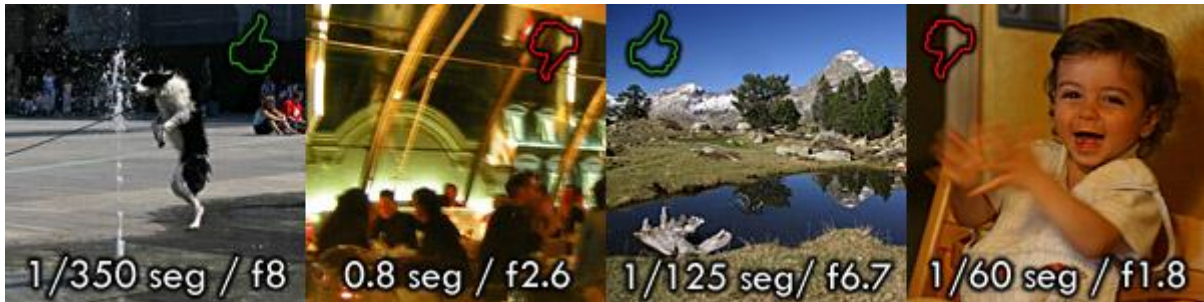 1/350 seg / f8
0.8 seg / f2.6
1/125 seg/ f6.7
1/60 seg / f1.8